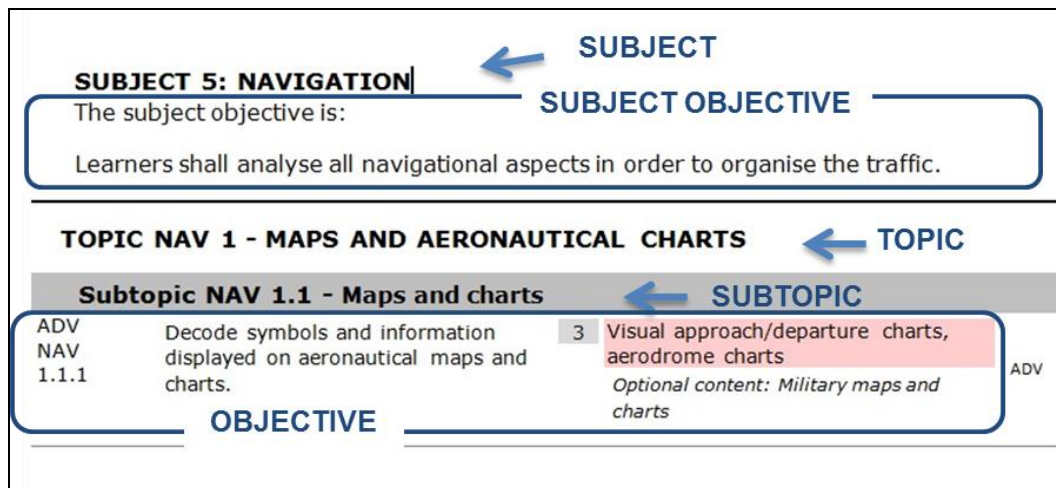 SUBJECT
SUBJECT 5: NAVIGATION
SUBJECT OBJECTIVE
The subject objective is:
Learners shall analyse all navigational aspects in order to organise the traffic.
TOPIC NAV 1 - MAPS AND AERONAUTICAL CHARTS
TOPIC
Subtopic NAV 1.1 - Maps and charts
SUBTOPIC
ADV
NAV
1.1.1
Decode symbols and information
displayed on aeronautical maps and
charts.
3
Visual approach/departure charts,
aerodrome charts
Optional content: Military maps and
charts
ADV
OBJECTIVE